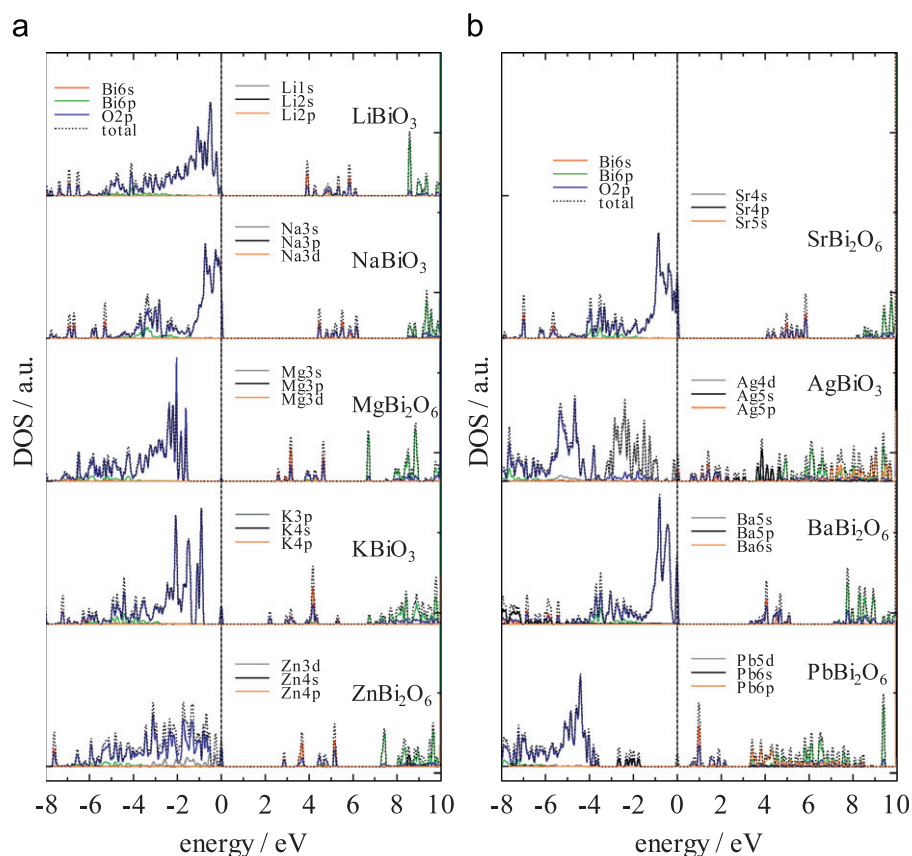 a
Bi6s
Bi6p
O2p
total
Li1s
Li2s
Li2p
LiBiO₃
Na3s
Na3p
Na3d
NaBiO₃
Mg3s
Mg3p
Mg3d
MgBi₂O₆
K3p
K4s
K4p
KBiO₃
Zn3d
Zn4s
Zn4p
ZnBi₂O₆
DOS / a.u.
-8 -6 -4 -2 0 2 4 6 8 10
energy / eV
b
Bi6s
Bi6p
O2p
total
Sr4s
Sr4p
Sr5s
SrBi₂O₆
Ag4d
Ag5s
Ag5p
AgBiO₃
Ba5s
Ba5p
Ba6s
BaBi₂O₆
Pb5d
Pb6s
Pb6p
PbBi₂O₆
DOS / a.u.
-8 -6 -4 -2 0 2 4 6 8 10
energy / eV